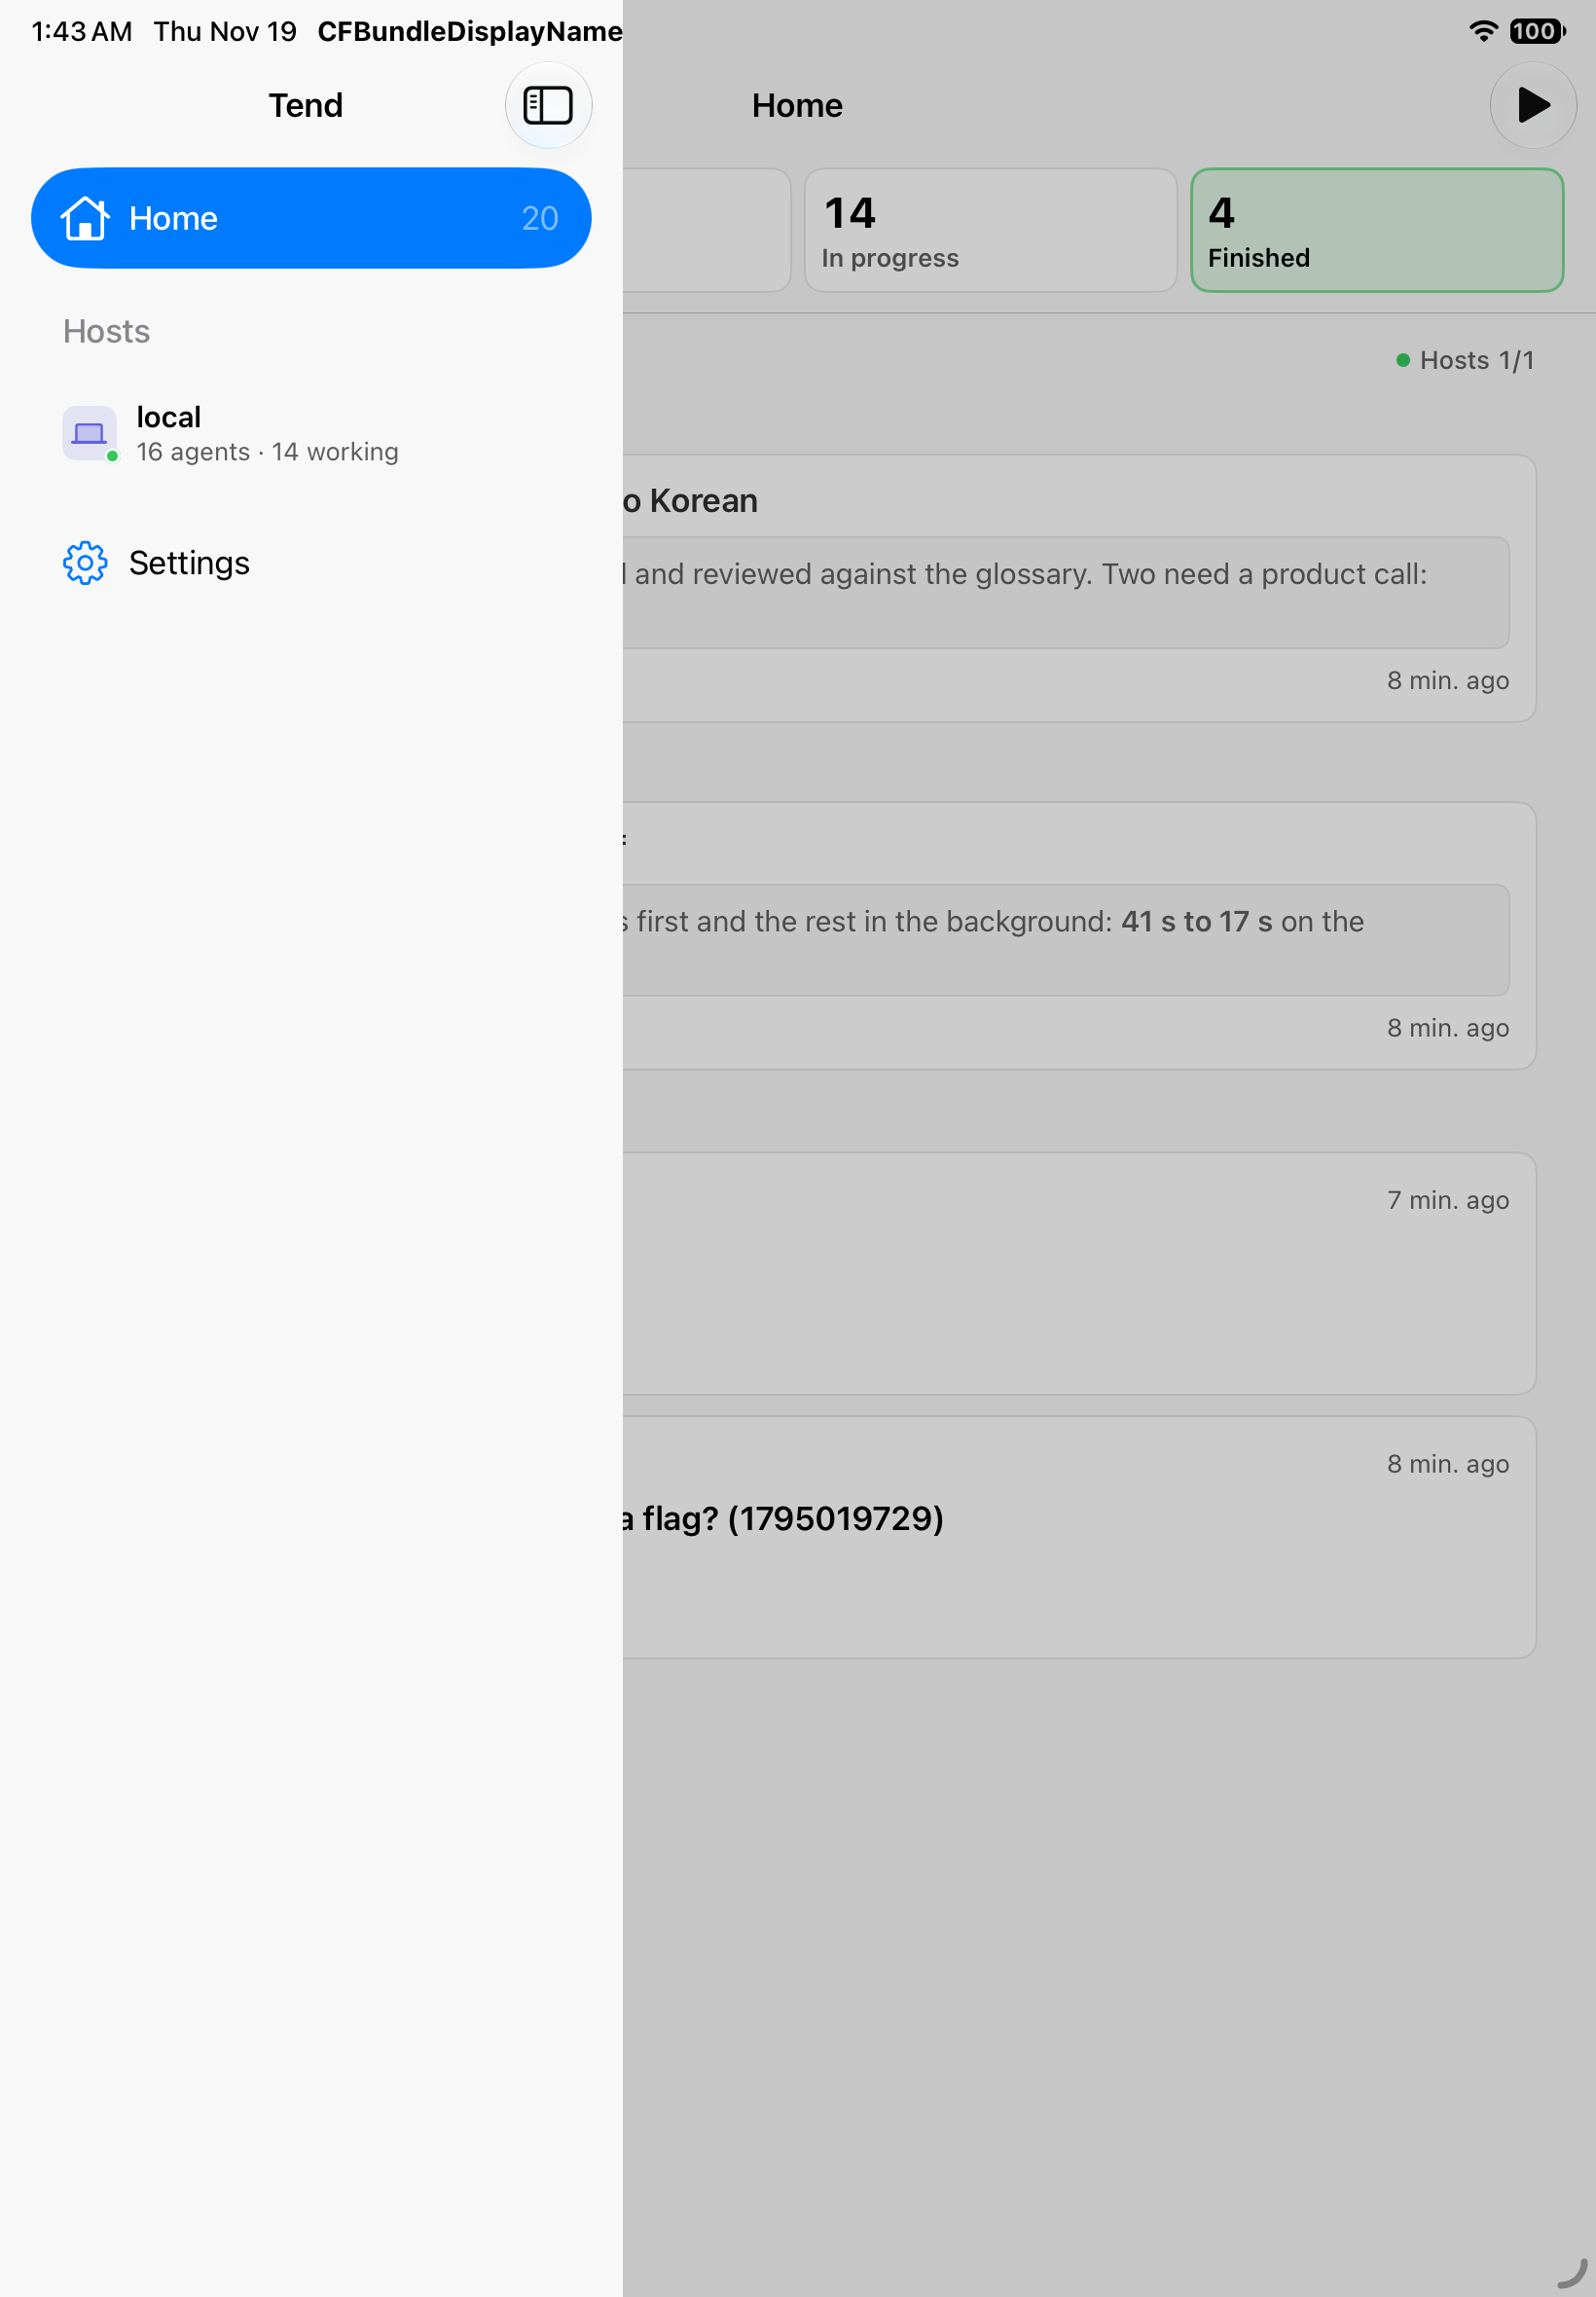 1:43 AM Thu Nov 19 CFBundleDisplayName
100
Tend
Home
Home 20
Hosts
local
16 agents · 14 working
Settings
14
In progress
4
Finished
Hosts 1/1
o Korean
and reviewed against the glossary. Two need a product call:
8 min. ago
:
s first and the rest in the background: 41 s to 17 s on the
8 min. ago
7 min. ago
8 min. ago
a flag? (1795019729)